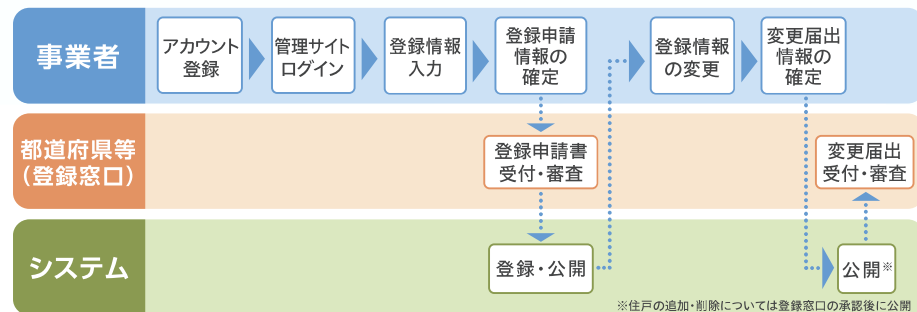 事業者
アカウント
登録
管理サイト
ログイン
登録情報
入力
登録申請
情報の
確定
登録情報
の変更
変更届出
情報の
確定
都道府県等
（登録窓口）
登録申請書
受付・審査
変更届出
受付・審査
システム
登録・公開
公開※
※住戸の追加・削除については登録窓口の承認後に公開